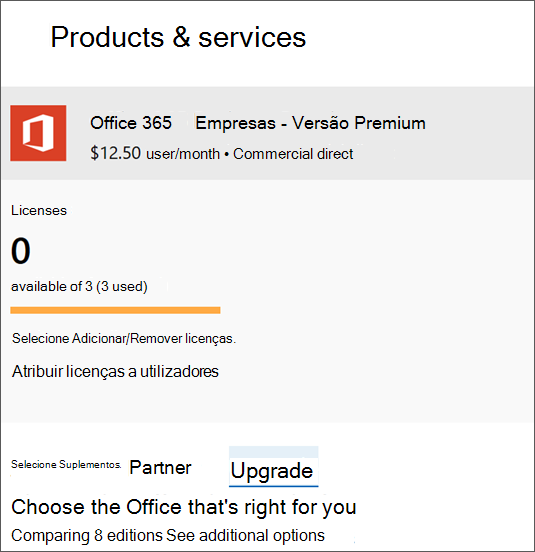 Products & services
Office 365 Empresas - Versão Premium
$12.50 user/month • Commercial direct
Licenses
0
available of 3 (3 used)
Selecione Adicionar/Remover licenças.
Atribuir licenças a utilizadores
Selecione Suplementos. Partner Upgrade
Choose the Office that's right for you
Comparing 8 editions See additional options